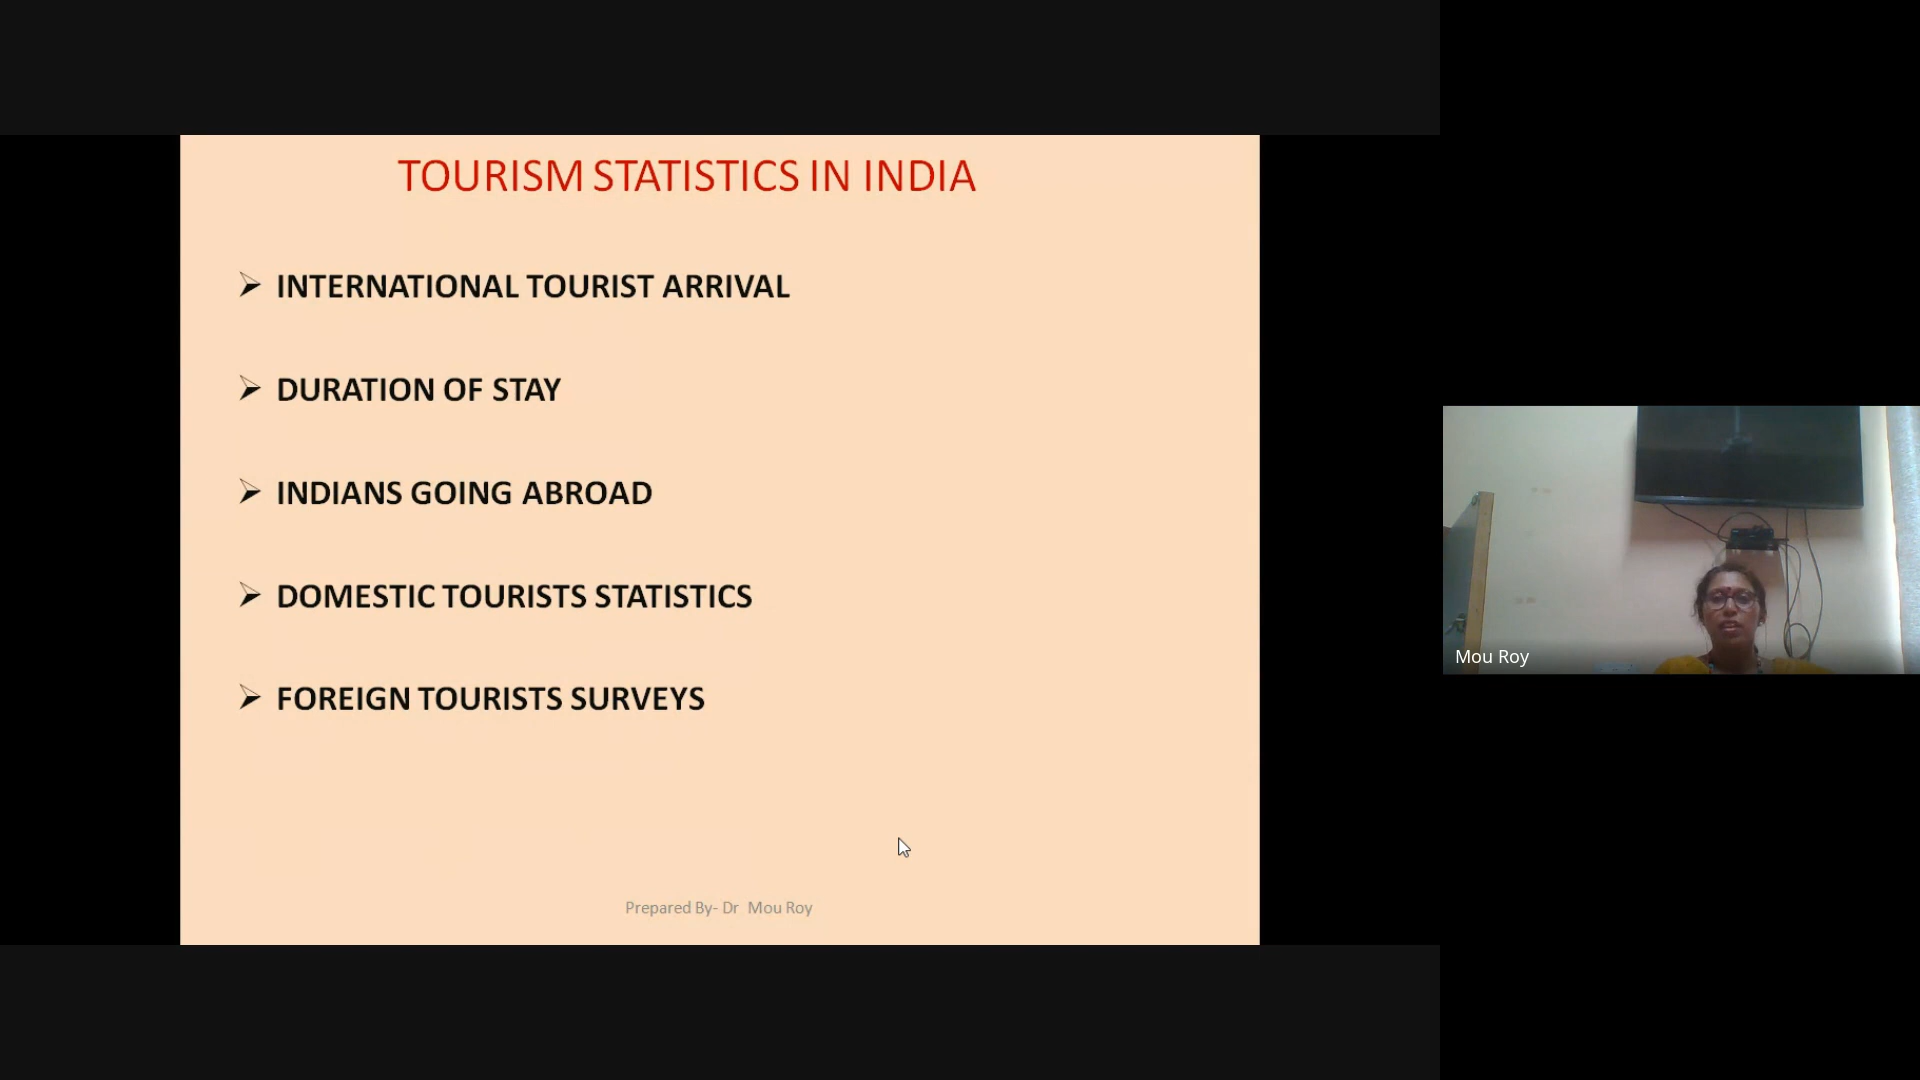 TOURISM STATISTICS IN INDIA
➢ INTERNATIONAL TOURIST ARRIVAL
➢ DURATION OF STAY
➢ INDIANS GOING ABROAD
➢ DOMESTIC TOURISTS STATISTICS
➢ FOREIGN TOURISTS SURVEYS
Prepared By- Dr Mou Roy
Mou Roy